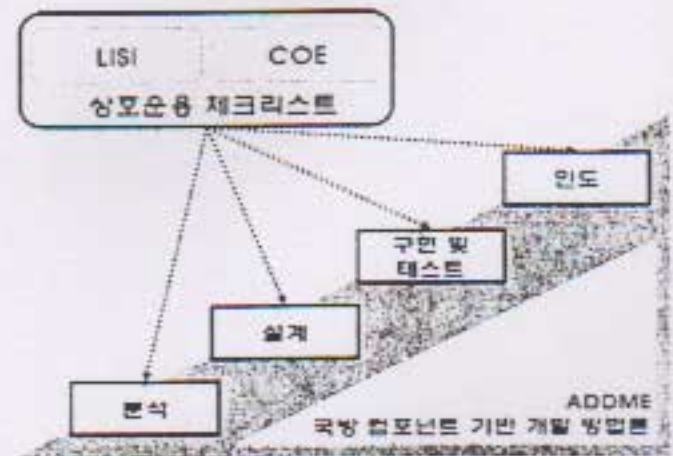 LISI COE
상호운용 체크리스트
인도
구현 및
테스트
설계
분석
ADDME
국방 컴포넌트 기반 개발 방법론